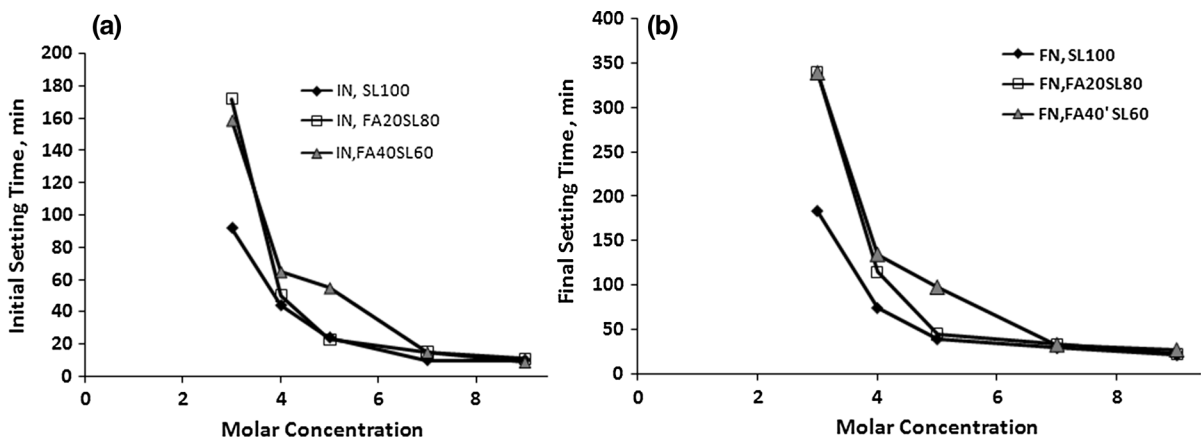 (a)
Initial Setting Time , min
200
180
160
140
120
100
80
60
40
20
0
IN, SL100
IN, FA20SL80
IN,FA40SL60
0 2 4 6 8
Molar Concentration
(b)
Final Setting Time, min
400
350
300
250
200
150
100
50
0
FN,SL100
FN,FA20SL80
FN,FA40' SL60
0 2 4 6 8
Molar Concentration